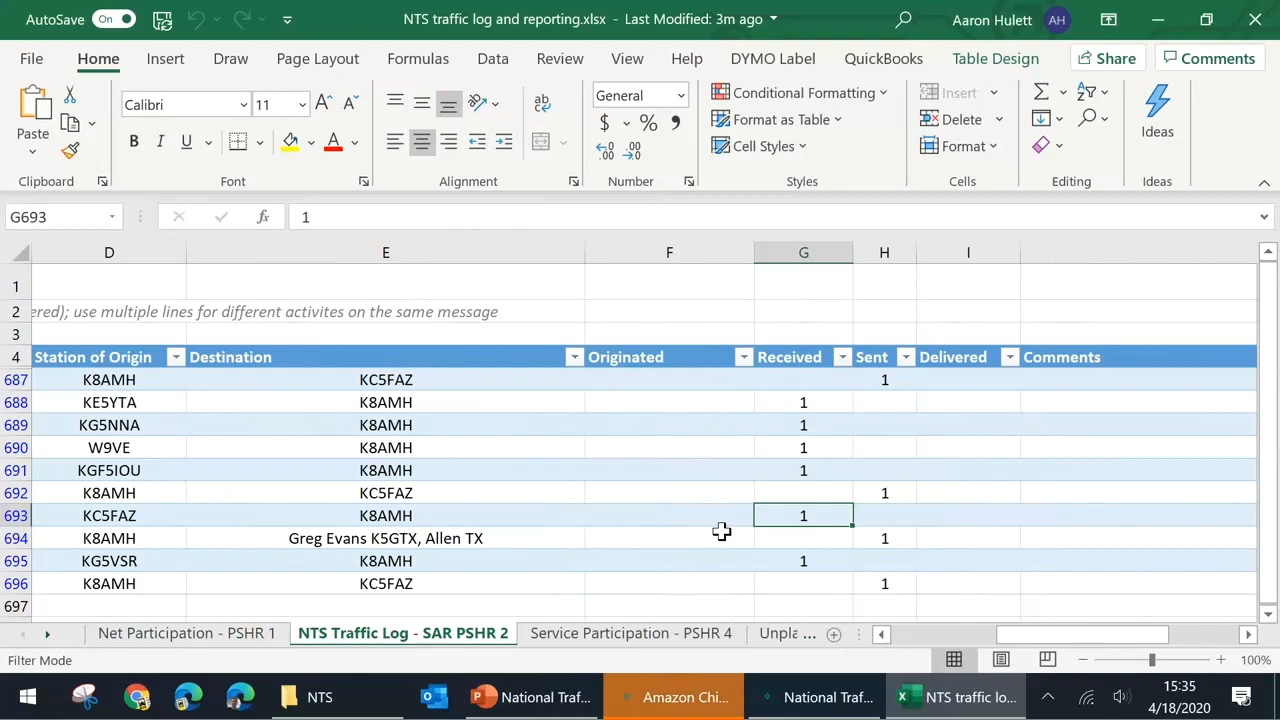 AutoSave On NTS traffic log and reporting.xlsx - Last Modified: 3m ago Aaron Hulett AH
File Home Insert Draw Page Layout Formulas Data Review View Help DYMO Label QuickBooks Table Design Share Comments
Paste Calibri 11 A A ab c General Conditional Formatting Insert Ideas
B I U A $ % , Format as Table Delete
.00 .00 Cell Styles Format
Clipboard Font Alignment Number Styles Cells Editing Ideas
G693 fx 1
D E F G H I
1
2 ered); use multiple lines for different activites on the same message
3
4 Station of Origin Destination Originated Received Sent Delivered Comments
687 K8AMH KC5FAZ 1
688 KE5YTA K8AMH 1
689 KG5NNA K8AMH 1
690 W9VE K8AMH 1
691 KGF5IOU K8AMH 1
692 K8AMH KC5FAZ 1
693 KC5FAZ K8AMH 1
694 K8AMH Greg Evans K5GTX, Allen TX 1
695 KG5VSR K8AMH 1
696 K8AMH KC5FAZ 1
697
Net Participation - PSHR 1 NTS Traffic Log - SAR PSHR 2 Service Participation - PSHR 4 Unpla ...
Filter Mode 100%
NTS National Traf... Amazon Chi... National Traf... NTS traffic lo... 15:35
4/18/2020